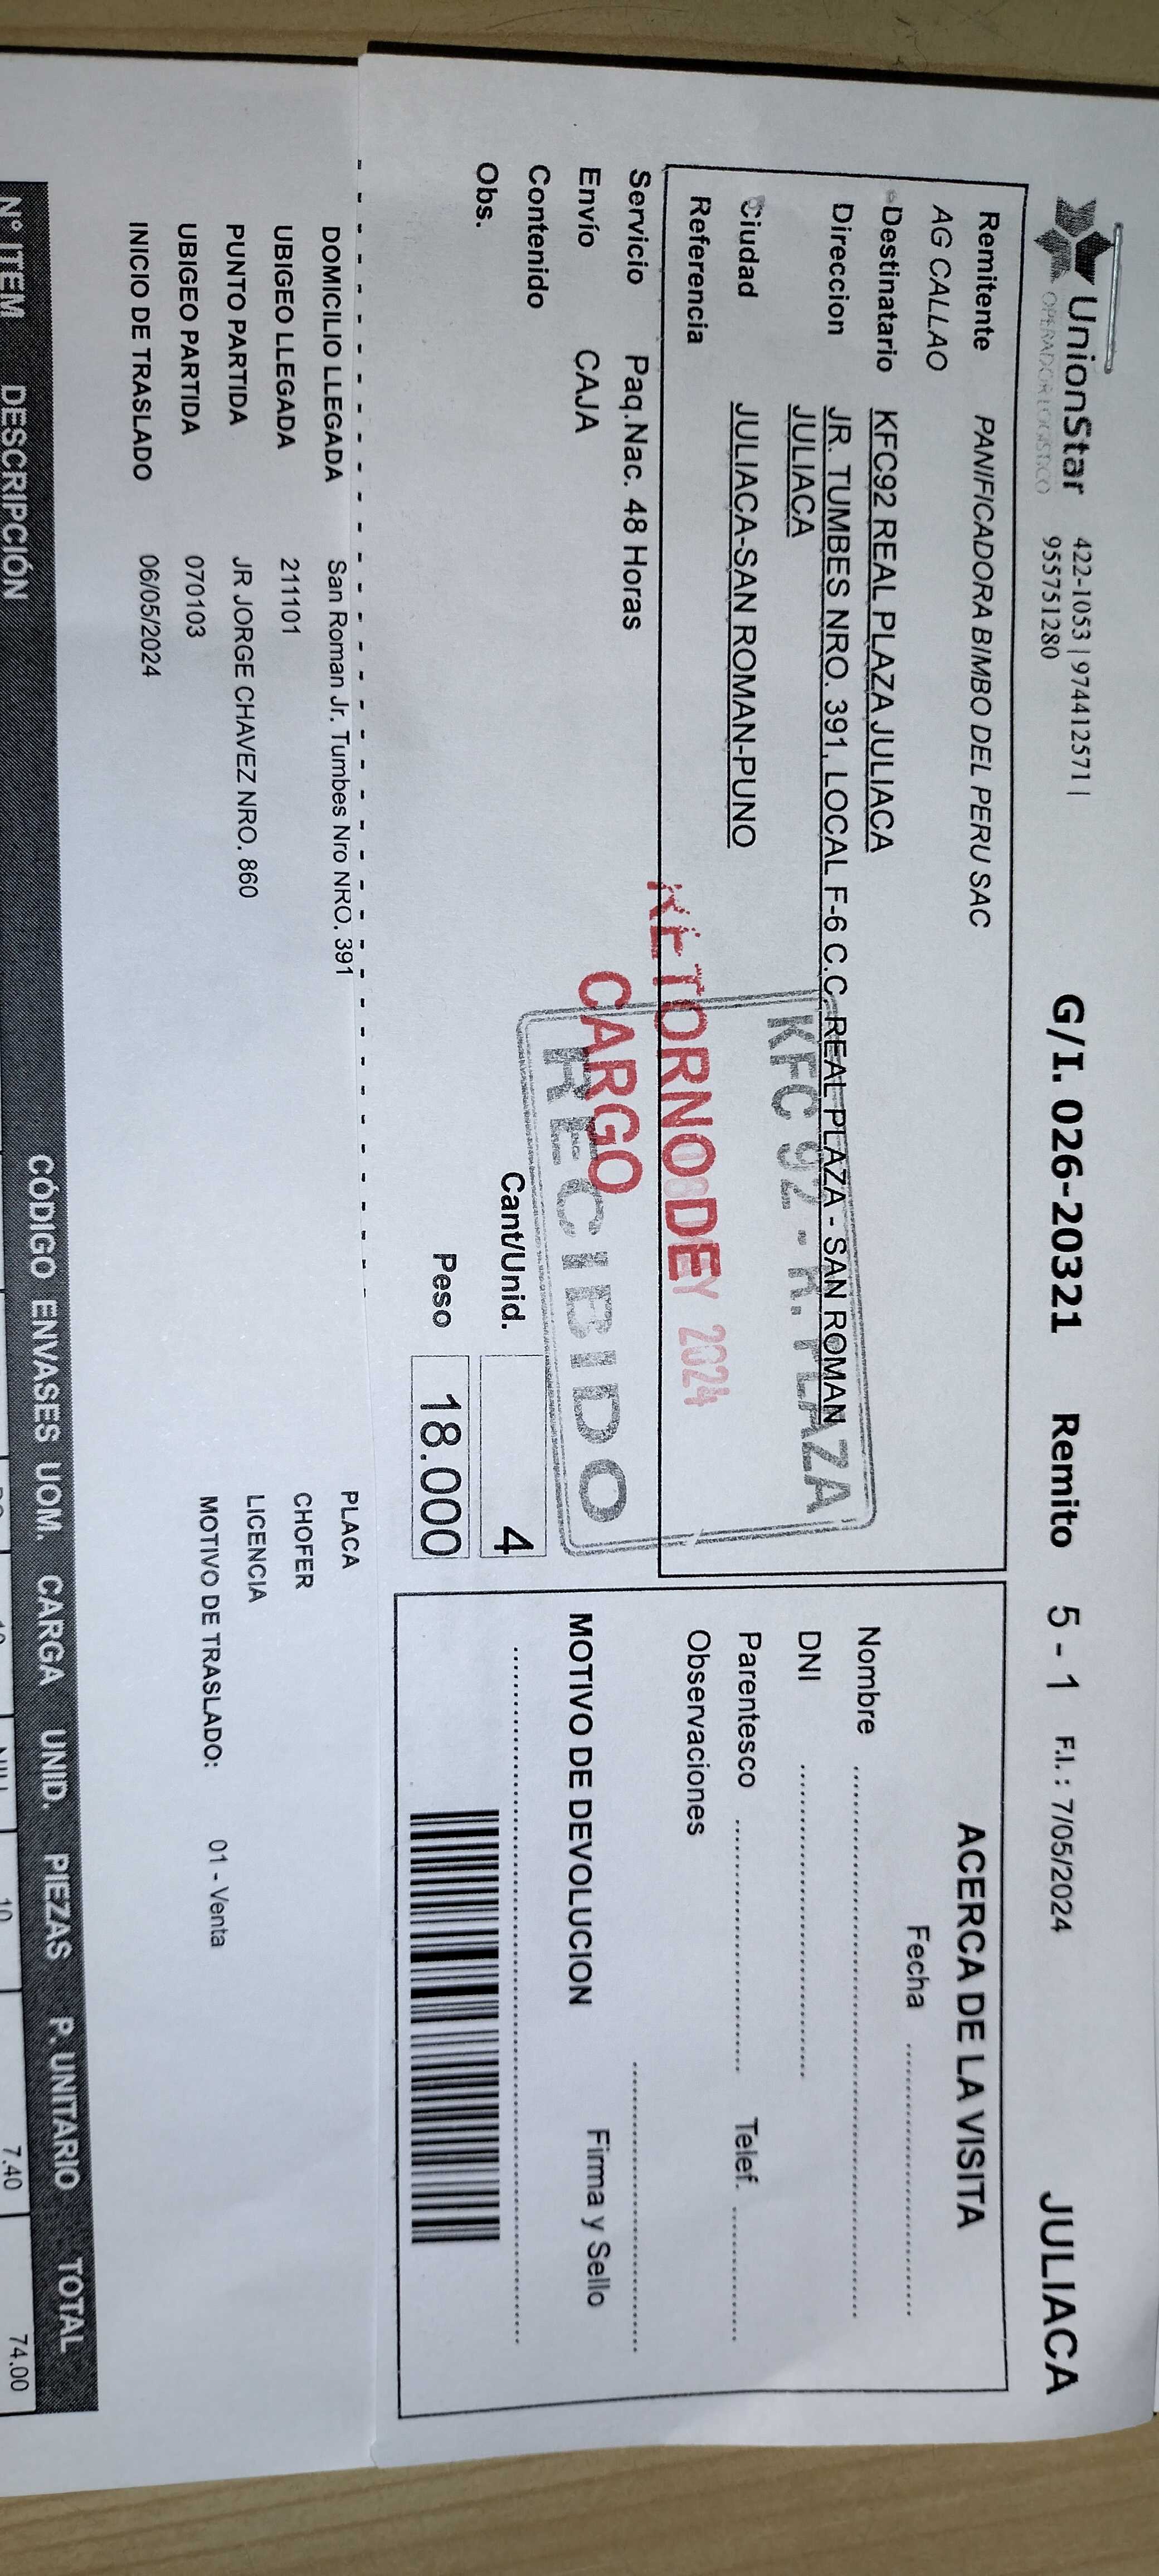 UnionStar
OPERADOR LOGISTICO
422-1053 | 974412571 |
955751280
G/I. 026-20321 Remito 5 - 1 F.I. : 7/05/2024 JULIACA
Remitente PANIFICADORA BIMBO DEL PERU SAC
AG CALLAO
Destinatario KFC92 REAL PLAZA JULIACA
Direccion JR. TUMBES NRO. 391, LOCAL F-6 C.C. REAL PLAZA - SAN ROMAN
JULIACA
Ciudad JULIACA-SAN ROMAN-PUNO
Referencia
KFC 92 - R. PLAZA
RECIBIDO
2024
RETORNO DE
CARGO
Servicio Paq.Nac. 48 Horas
Envío CAJA
Contenido
Obs.
Cant/Unid. 4
Peso 18.000
ACERCA DE LA VISITA
Fecha
Nombre
DNI
Parentesco Telef.
Observaciones
MOTIVO DE DEVOLUCION
Firma y Sello
DOMICILIO LLEGADA San Roman Jr. Tumbes Nro NRO. 391
UBIGEO LLEGADA 211101
PUNTO PARTIDA JR JORGE CHAVEZ NRO. 860
UBIGEO PARTIDA 070103
INICIO DE TRASLADO 06/05/2024
PLACA
CHOFER
LICENCIA
MOTIVO DE TRASLADO: 01 - Venta
N° ITEM DESCRIPCIÓN CÓDIGO ENVASES UOM. CARGA UNID. PIEZAS P. UNITARIO TOTAL
10 7.40 74.00